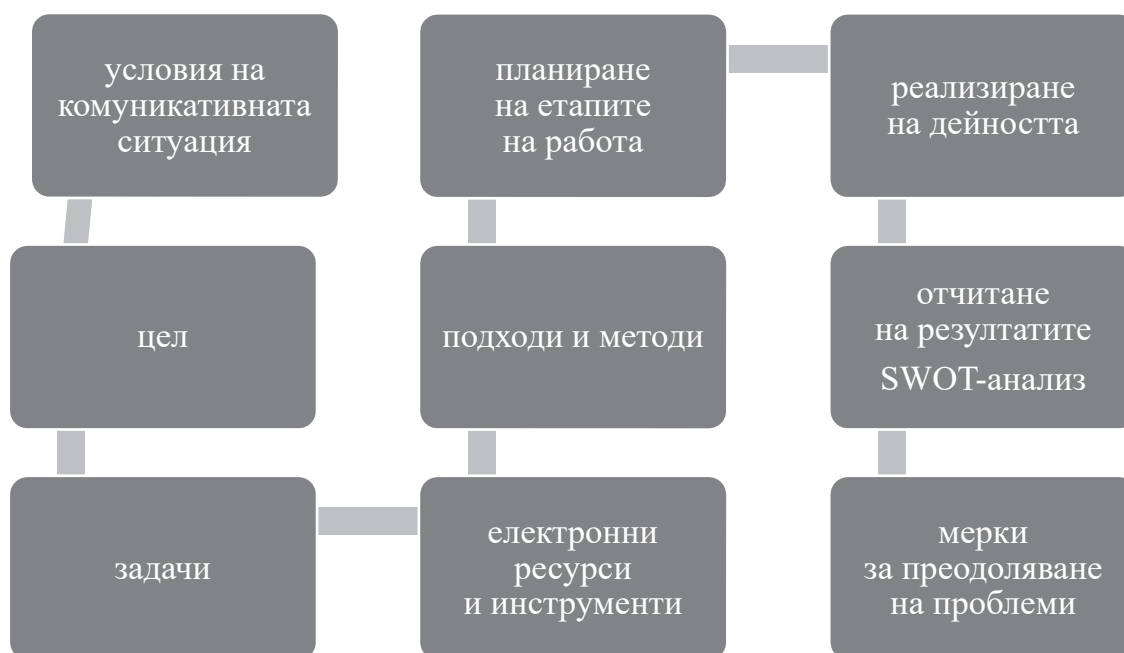 условия на
комуникативната
ситуация
цел
задачи
електронни
ресурси
и инструменти
подходи и методи
планиране
на етапите
на работа
реализиране
на дейността
отчитане
на резултатите
SWOT-анализ
мерки
за преодоляване
на проблеми